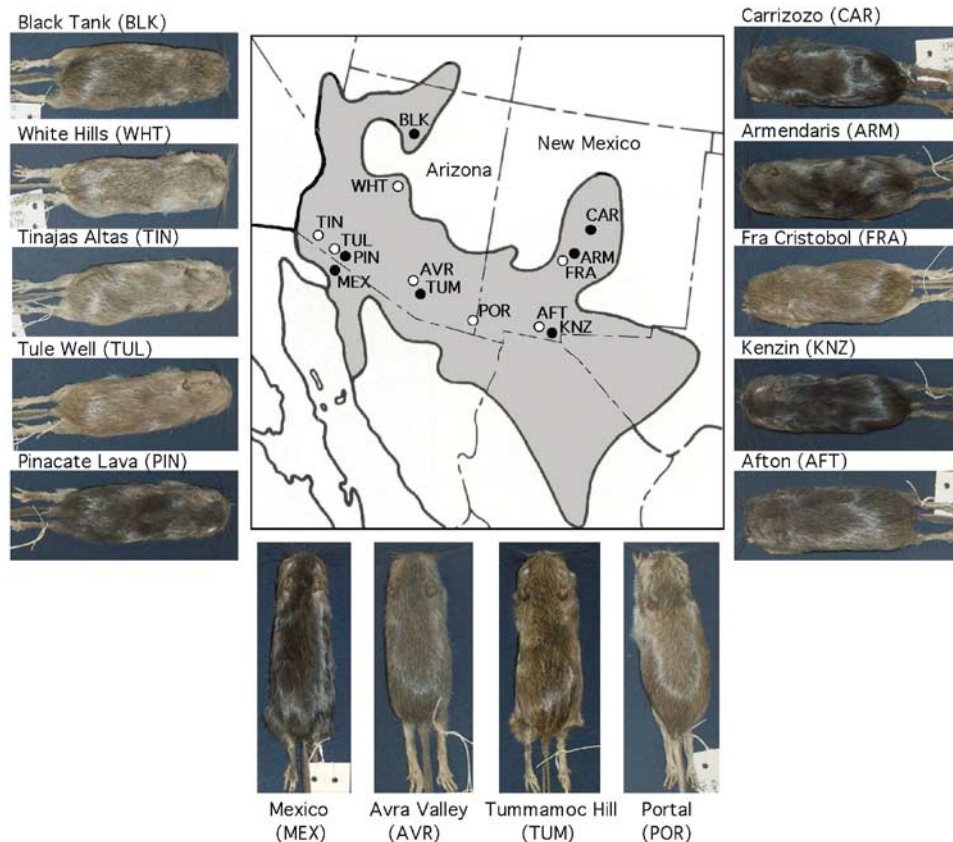 Black Tank (BLK)
White Hills (WHT)
Tinajas Altas (TIN)
Tule Well (TUL)
Pinacate Lava (PIN)
BLK
Arizona
New Mexico
WHT
CAR
TIN
TUL
PIN
MEX
ARM
FRA
AVR
TUM
POR
AFT
KNZ
Carrizozo (CAR)
Armendaris (ARM)
Fra Cristobol (FRA)
Kenzin (KNZ)
Afton (AFT)
Mexico
(MEX)
Avra Valley
(AVR)
Tummamoc Hill
(TUM)
Portal
(POR)